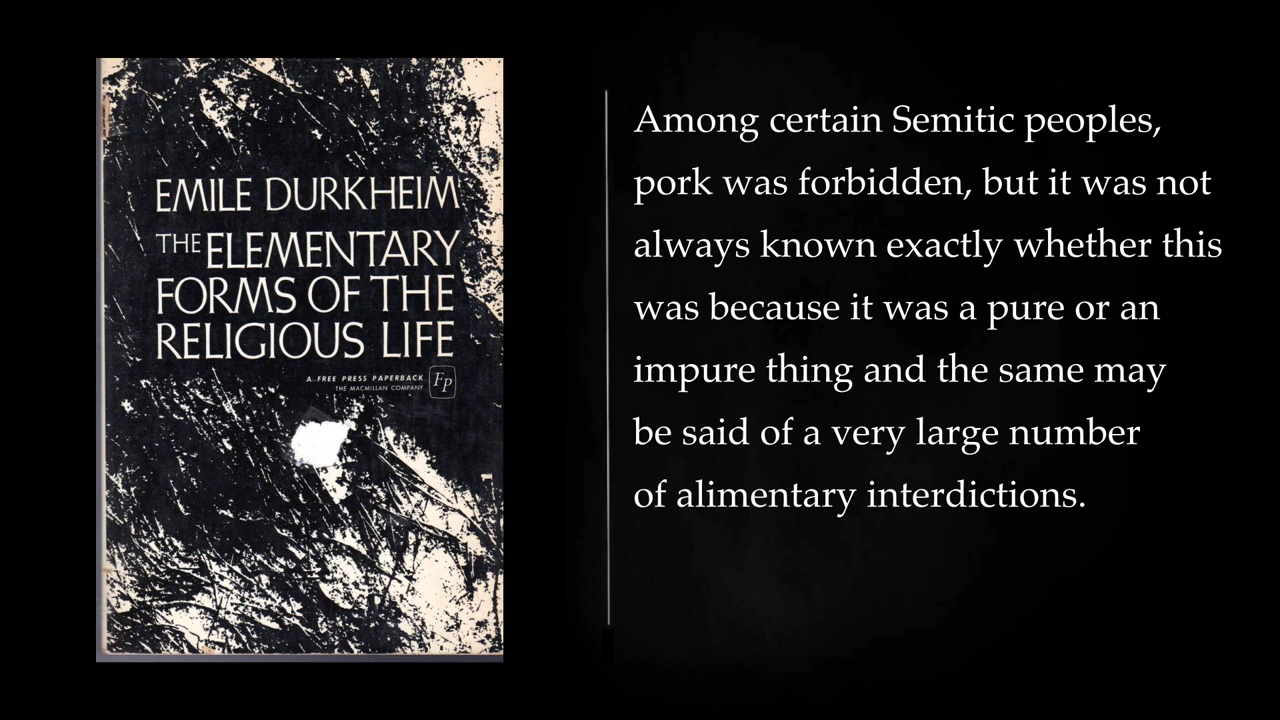 EMILE DURKHEIM
THE ELEMENTARY
FORMS OF THE
RELIGIOUS LIFE
A FREE PRESS PAPERBACK
THE MACMILLAN COMPANY
Fp
Among certain Semitic peoples,
pork was forbidden, but it was not
always known exactly whether this
was because it was a pure or an
impure thing and the same may
be said of a very large number
of alimentary interdictions.